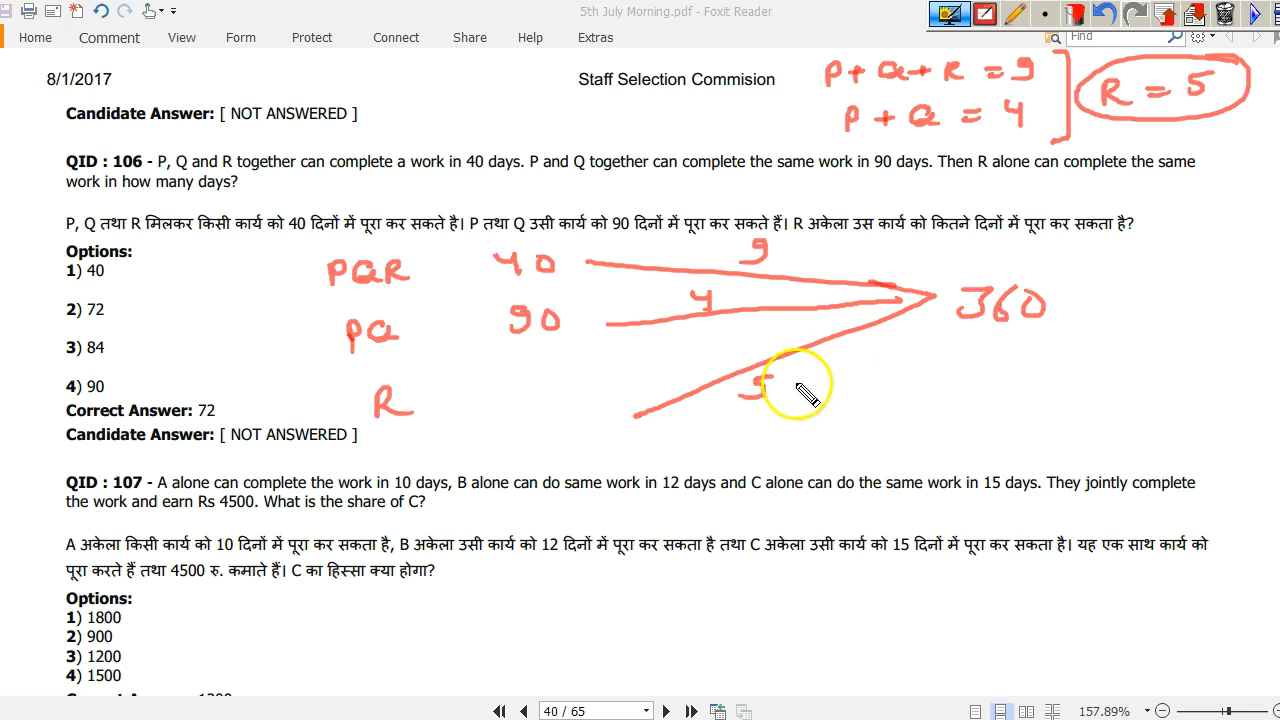 5th July Morning.pdf - Foxit Reader
Home Comment View Form Protect Connect Share Help Extras
Find
8/1/2017 Staff Selection Commision
P + Q + R = 9
P + Q = 4
R = 5
Candidate Answer: [ NOT ANSWERED ]
QID : 106 - P, Q and R together can complete a work in 40 days. P and Q together can complete the same work in 90 days. Then R alone can complete the same
work in how many days?
P, Q तथा R मिलकर किसी कार्य को 40 दिनों में पूरा कर सकते है। P तथा Q उसी कार्य को 90 दिनों में पूरा कर सकते हैं। R अकेला उस कार्य को कितने दिनों में पूरा कर सकता है?
Options:
1) 40
2) 72
3) 84
4) 90
PQR 40 9
PQ 90 4 360
R 5
Correct Answer: 72
Candidate Answer: [ NOT ANSWERED ]
QID : 107 - A alone can complete the work in 10 days, B alone can do same work in 12 days and C alone can do the same work in 15 days. They jointly complete
the work and earn Rs 4500. What is the share of C?
A अकेला किसी कार्य को 10 दिनों में पूरा कर सकता है, B अकेला उसी कार्य को 12 दिनों में पूरा कर सकता है तथा C अकेला उसी कार्य को 15 दिनों में पूरा कर सकता है। यह एक साथ कार्य को
पूरा करते हैं तथा 4500 रु. कमाते हैं। C का हिस्सा क्या होगा?
Options:
1) 1800
2) 900
3) 1200
4) 1500
40 / 65
157.89%